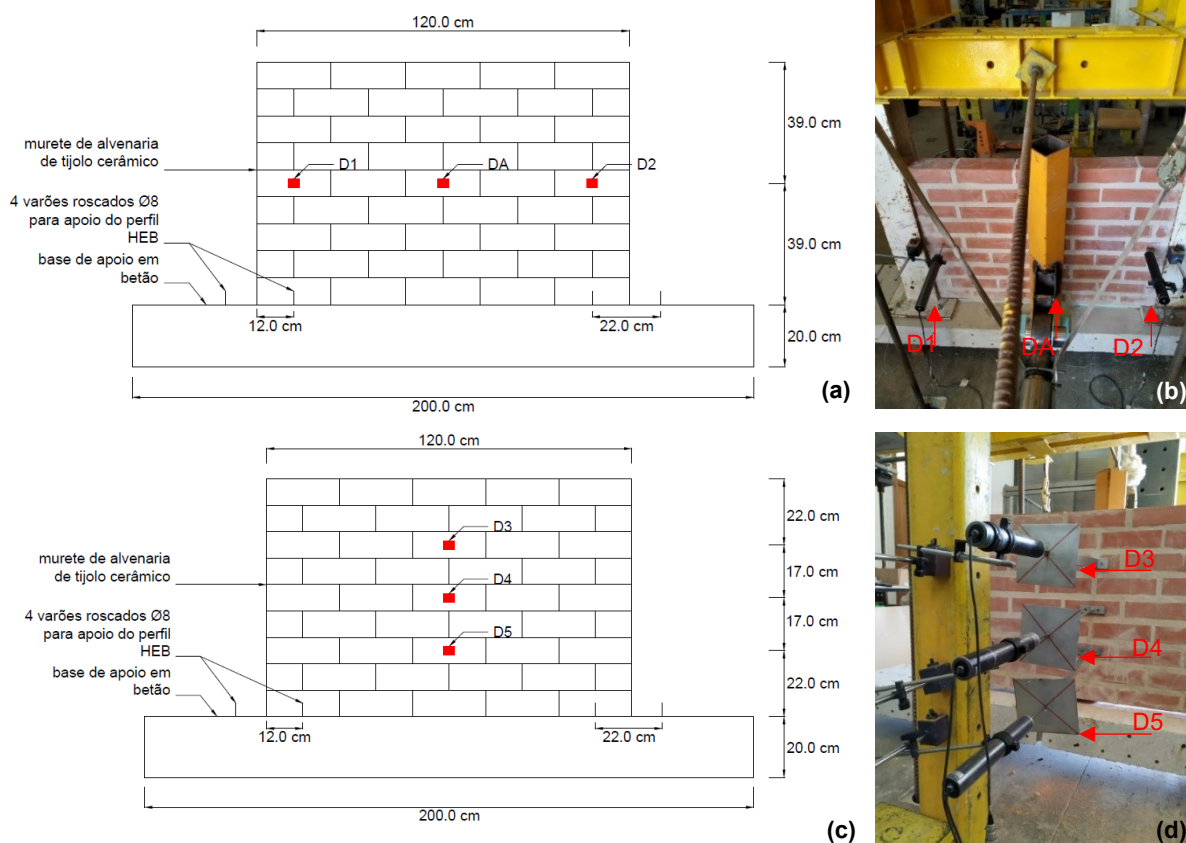 120.0 cm
murete de alvenaria
de tijolo cerâmico
D1
DA
D2
39.0 cm
4 varões roscados Ø8
para apoio do perfil
HEB
base de apoio em
betão
39.0 cm
12.0 cm
22.0 cm
20.0 cm
200.0 cm
(a)
D1
DA
D2
(b)
120.0 cm
murete de alvenaria
de tijolo cerâmico
D3
D4
D5
22.0 cm
17.0 cm
17.0 cm
22.0 cm
4 varões roscados Ø8
para apoio do perfil
HEB
base de apoio em
betão
12.0 cm
22.0 cm
20.0 cm
200.0 cm
(c)
D3
D4
D5
(d)